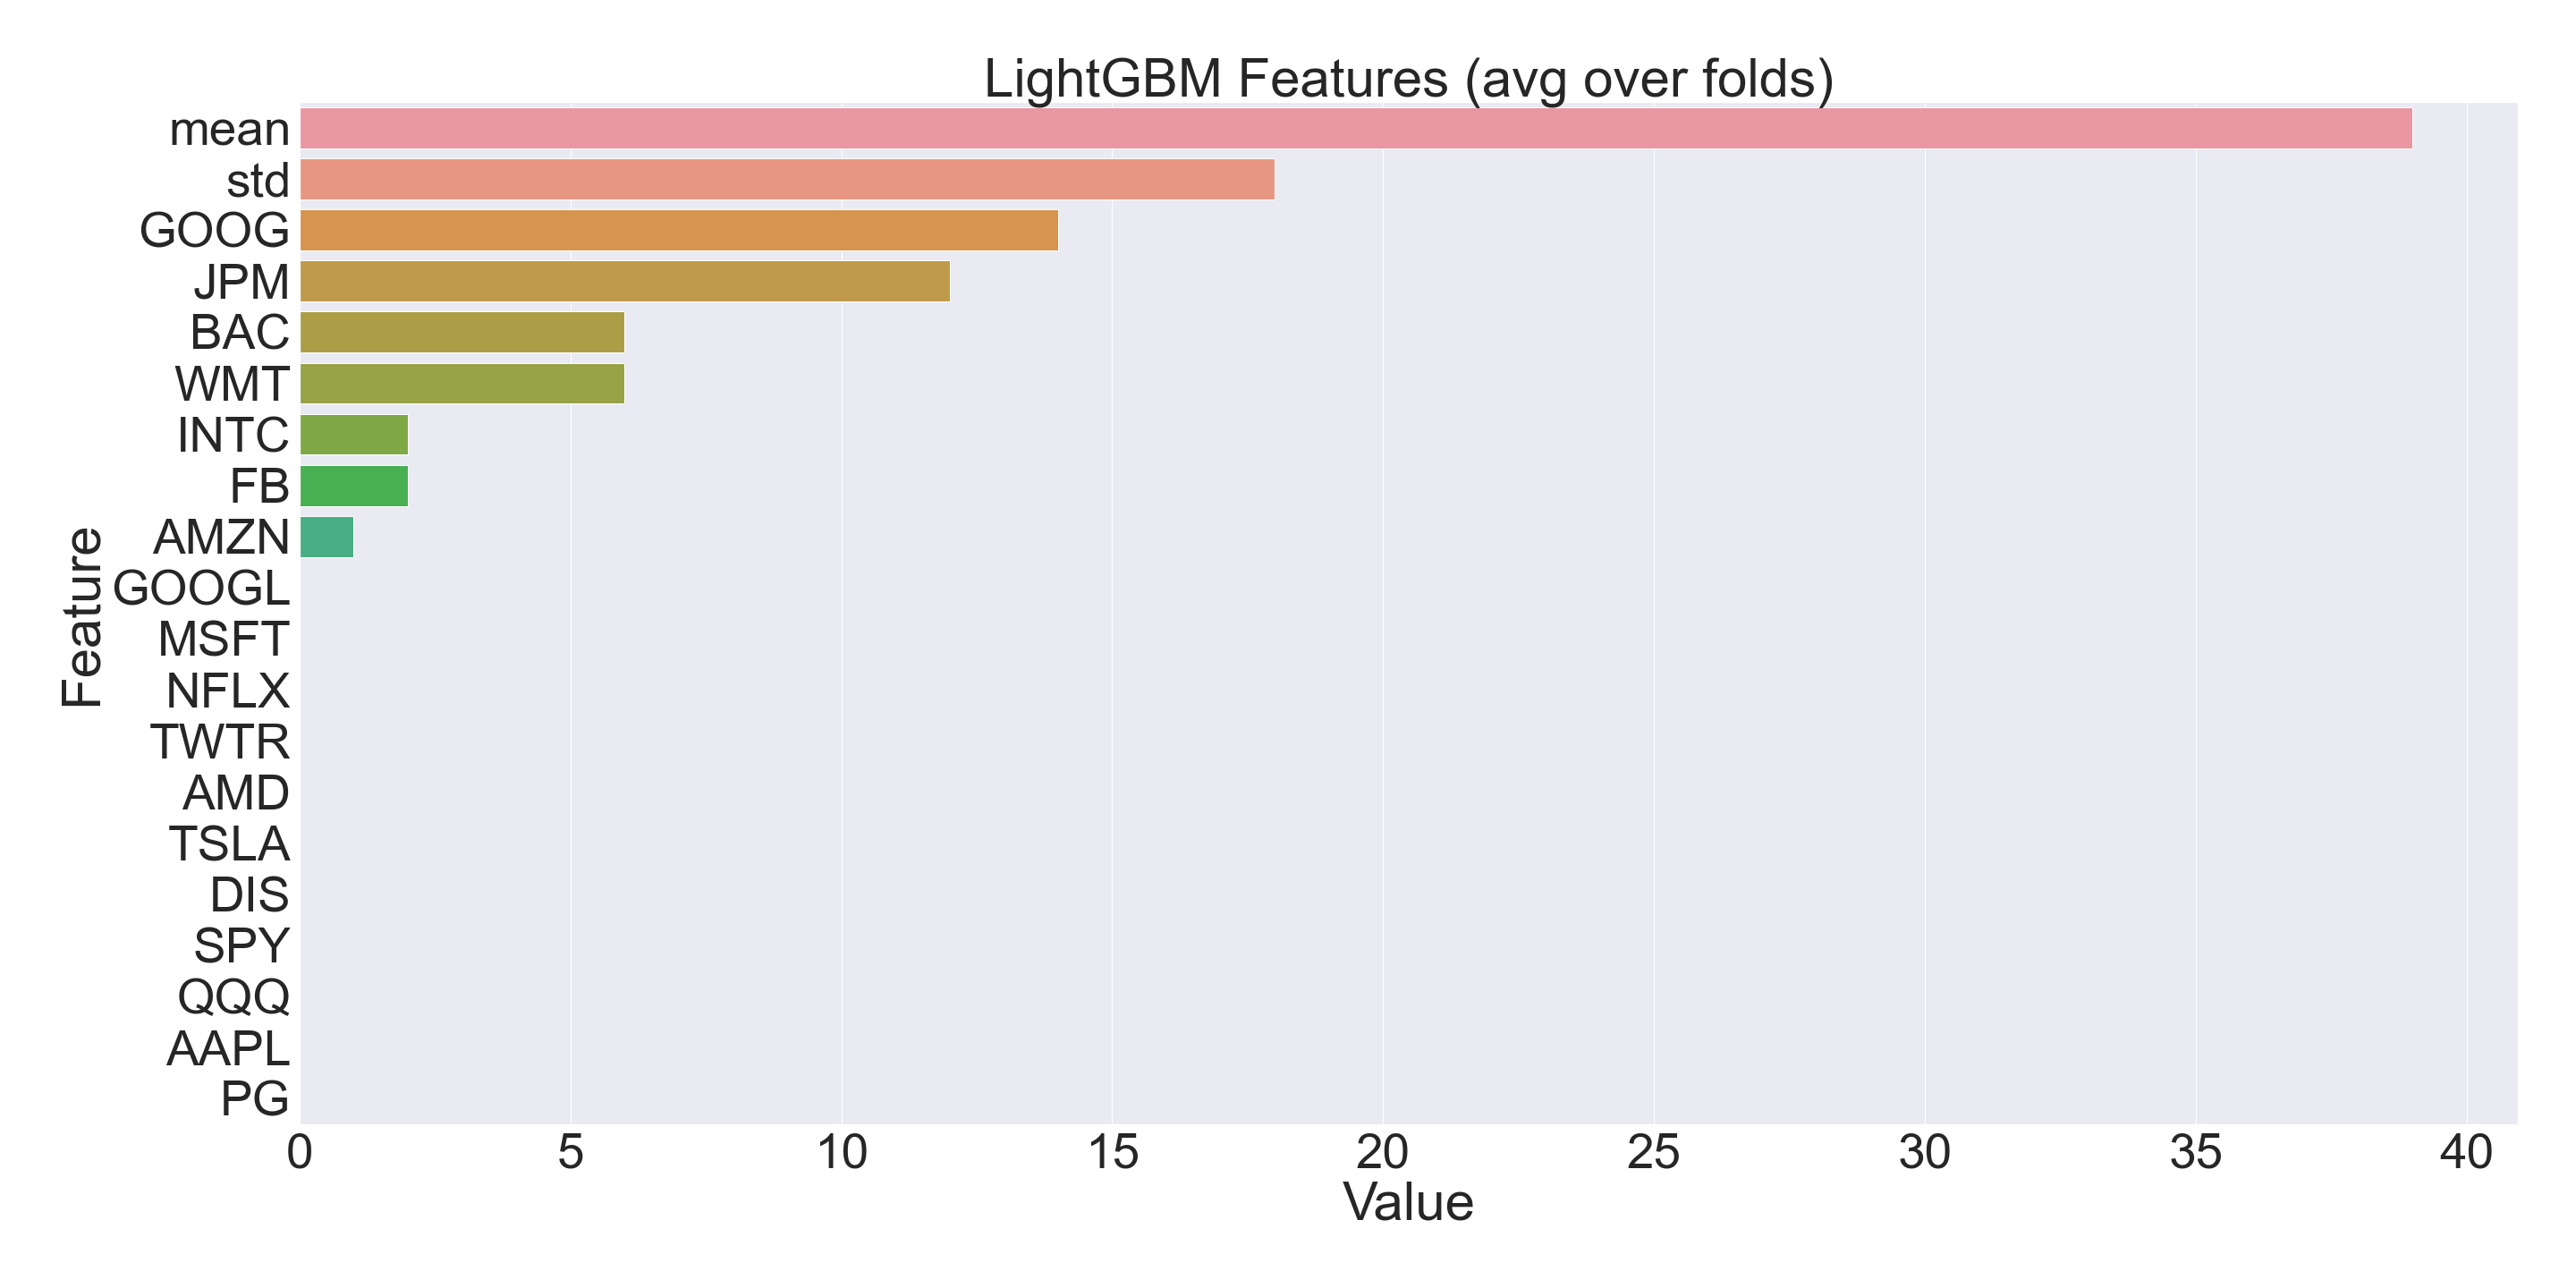 LightGBM Features (avg over folds)
mean
std
GOOG
JPM
BAC
WMT
INTC
FB
AMZN
GOOGL
MSFT
NFLX
TWTR
AMD
TSLA
DIS
SPY
QQQ
AAPL
PG
Feature
0 5 10 15 20 25 30 35 40
Value